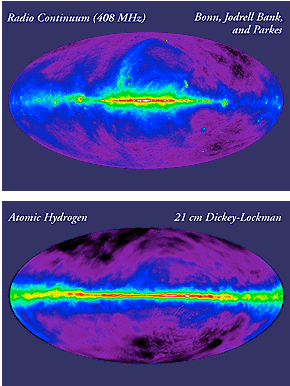 Radio Continuum (408 MHz) Bonn, Jodrell Bank,
and Parkes
Atomic Hydrogen 21 cm Dickey-Lockman